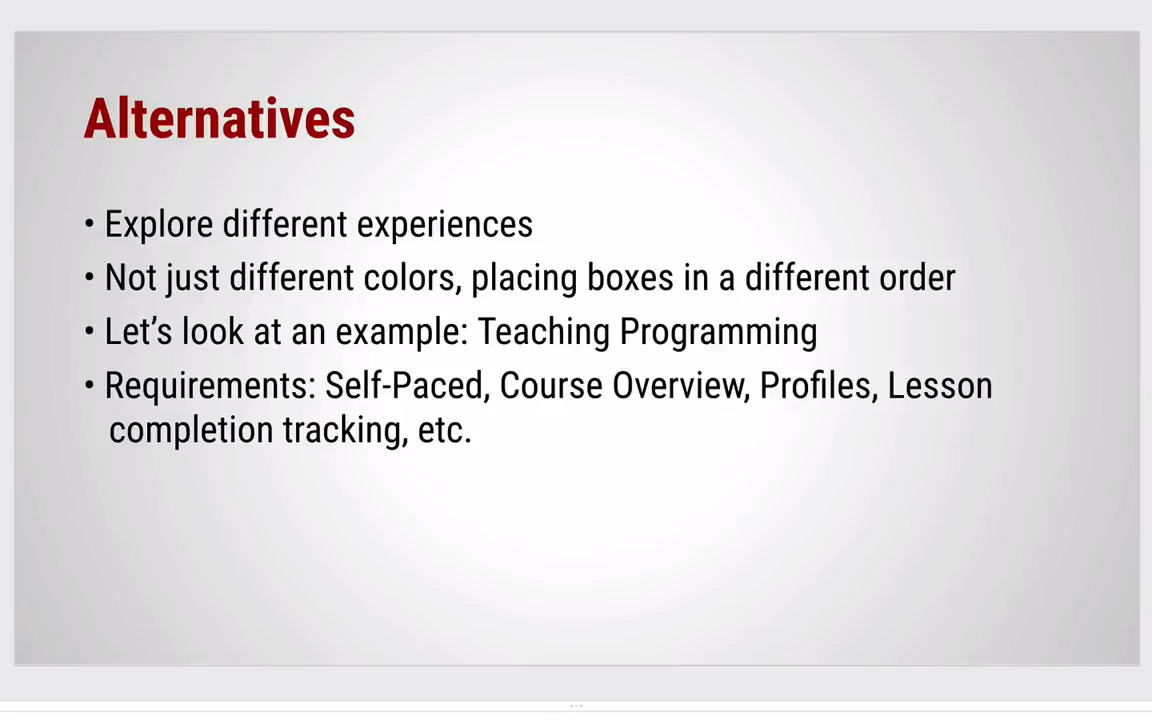 Alternatives
• Explore different experiences
• Not just different colors, placing boxes in a different order
• Let’s look at an example: Teaching Programming
• Requirements: Self-Paced, Course Overview, Profiles, Lesson
completion tracking, etc.